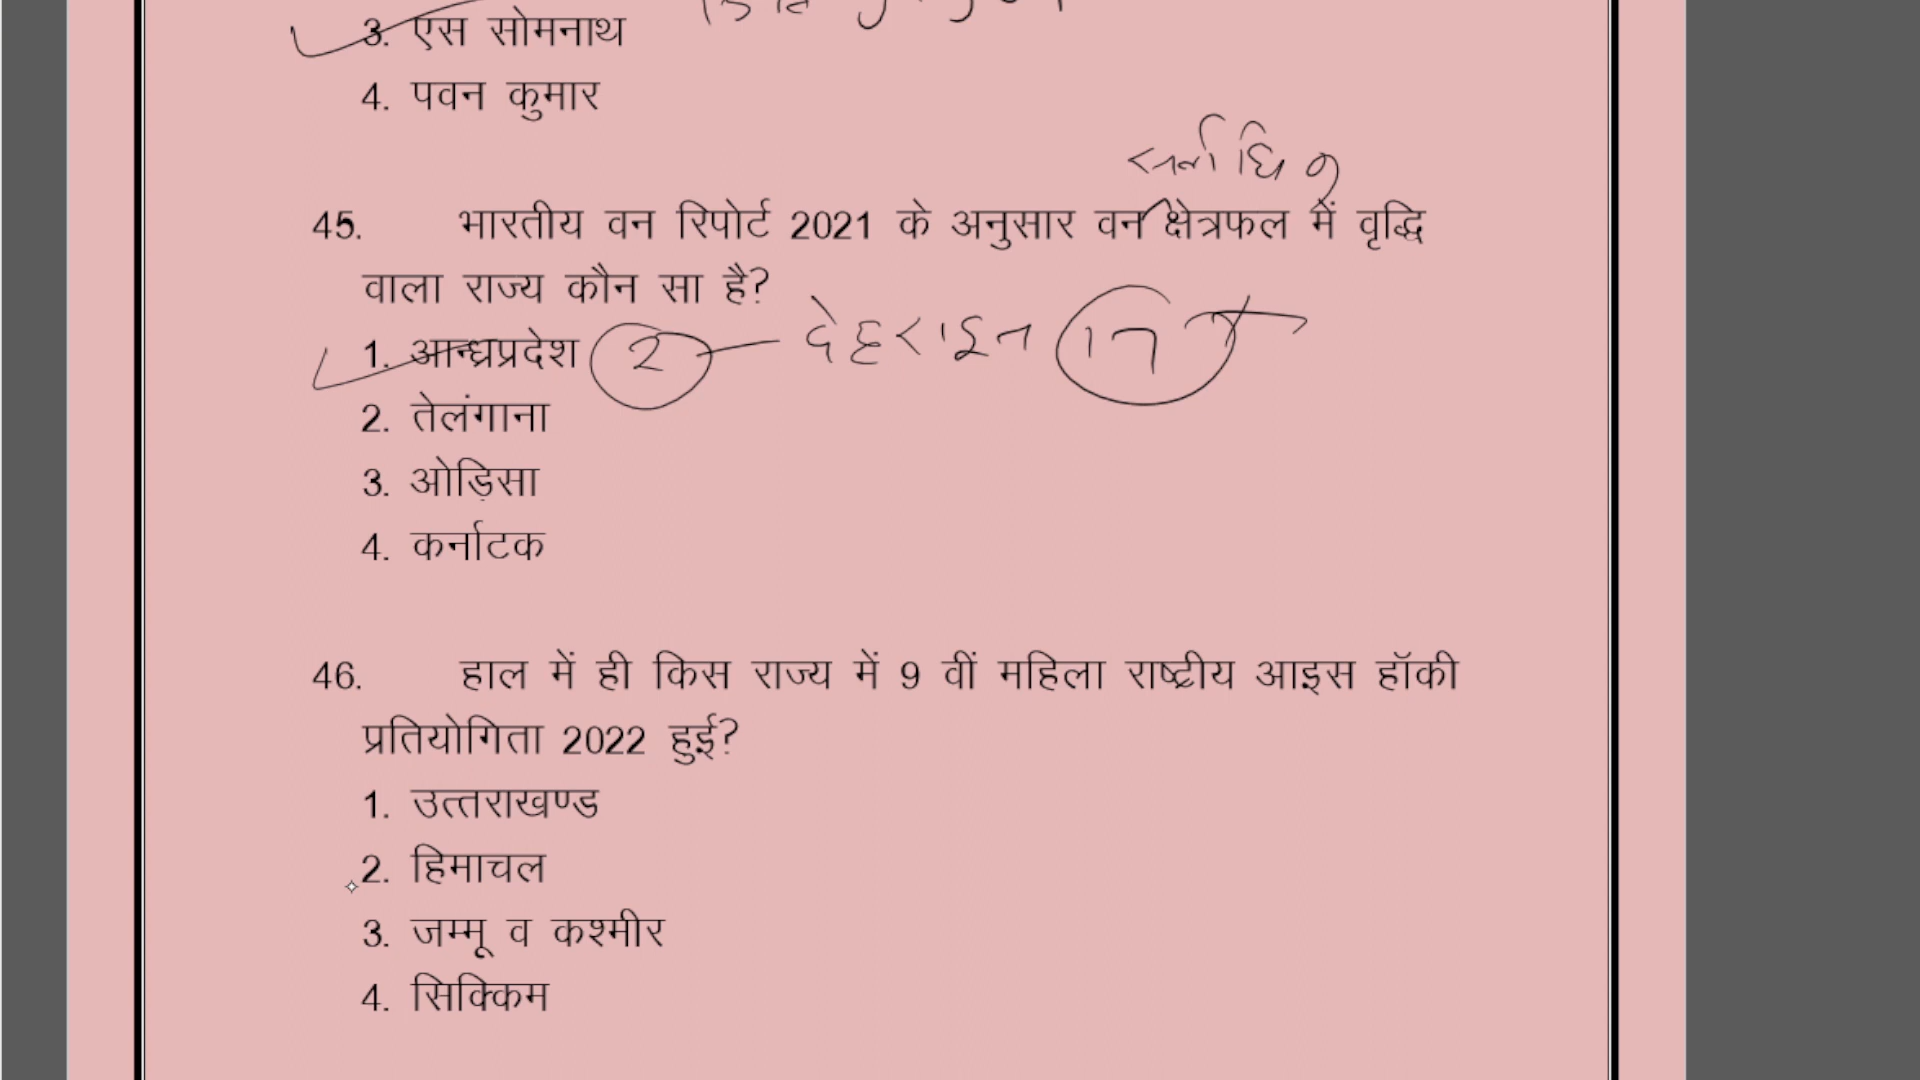 3. एस सोमनाथ
4. पवन कुमार
सर्वाधिक
45. भारतीय वन रिपोर्ट 2021 के अनुसार वन क्षेत्रफल में वृद्धि
वाला राज्य कौन सा है?
1. आन्ध्रप्रदेश 2 देहरादून 17
2. तेलंगाना
3. ओड़िसा
4. कर्नाटक
46. हाल में ही किस राज्य में 9 वीं महिला राष्ट्रीय आइस हॉकी
प्रतियोगिता 2022 हुई?
1. उत्तराखण्ड
2. हिमाचल
3. जम्मू व कश्मीर
4. सिक्किम